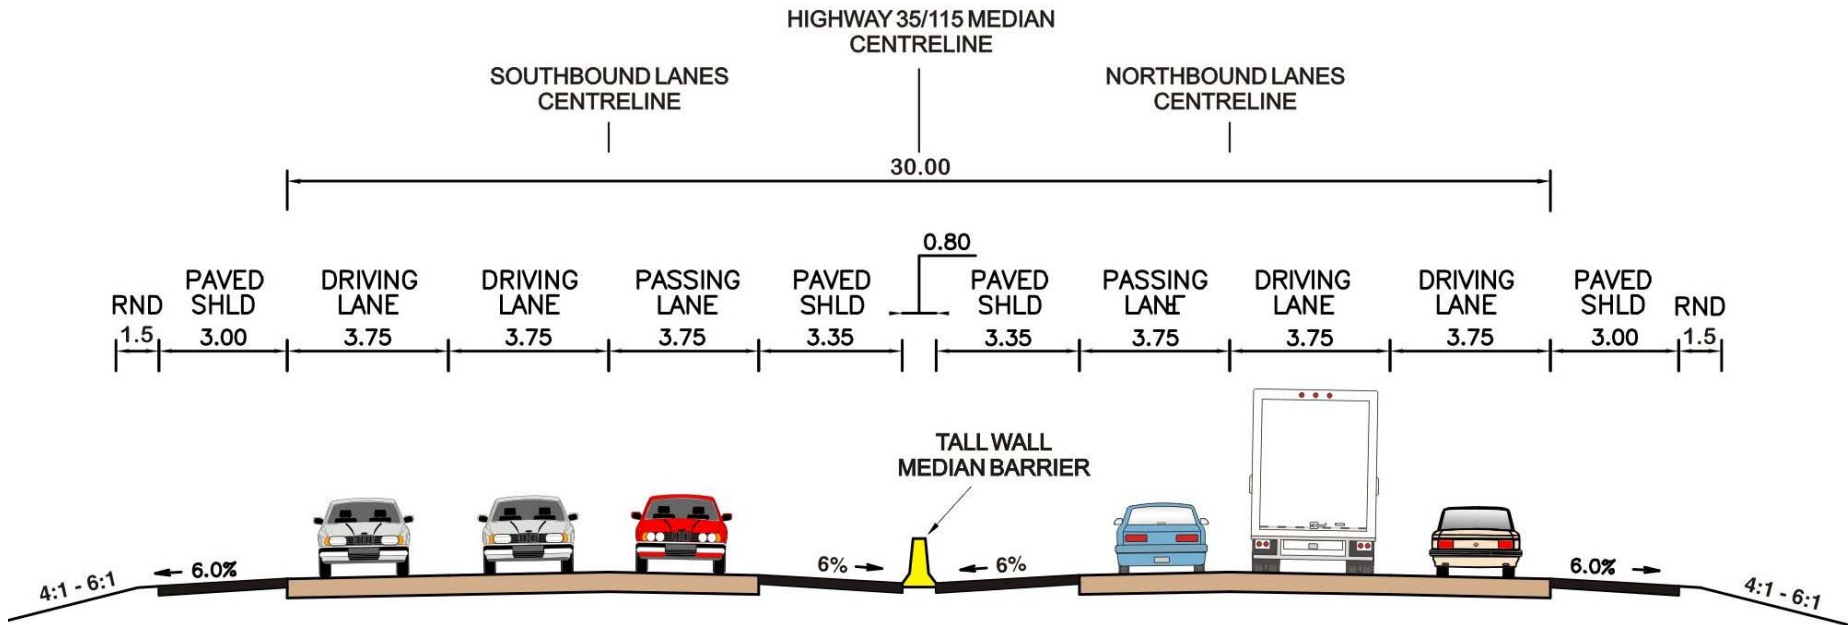 HIGHWAY 35/115 MEDIAN
CENTRELINE
SOUTHBOUND LANES
CENTRELINE
NORTHBOUND LANES
CENTRELINE
30.00
0.80
RND
1.5
PAVED
SHLD
3.00
DRIVING
LANE
3.75
DRIVING
LANE
3.75
PASSING
LANE
3.75
PAVED
SHLD
3.35
PAVED
SHLD
3.35
PASSING
LANE
3.75
DRIVING
LANE
3.75
DRIVING
LANE
3.75
PAVED
SHLD
3.00
RND
1.5
TALL WALL
MEDIAN BARRIER
4:1 - 6:1
6.0%
6%
6%
6.0%
4:1 - 6:1